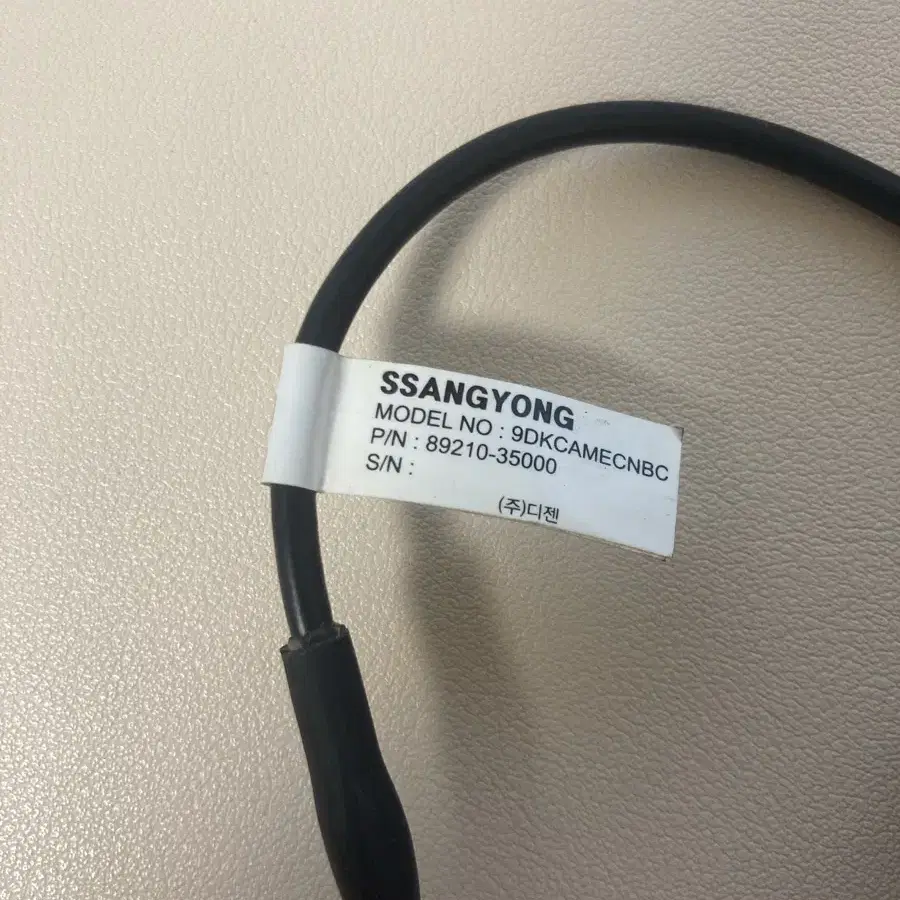 SSANGYONG
MODEL NO : 9DKCAMECNBC
P/N : 89210-35000
S/N :
(주)디젠